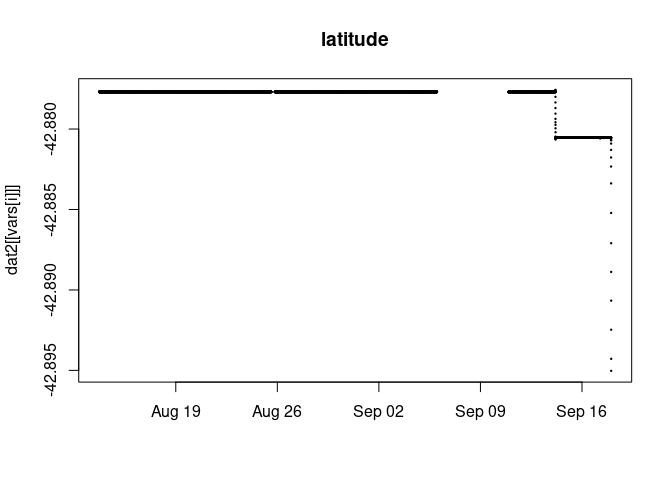 latitude
dat2[[vars[i]]]
-42.880
-42.885
-42.890
-42.895
Aug 19
Aug 26
Sep 02
Sep 09
Sep 16